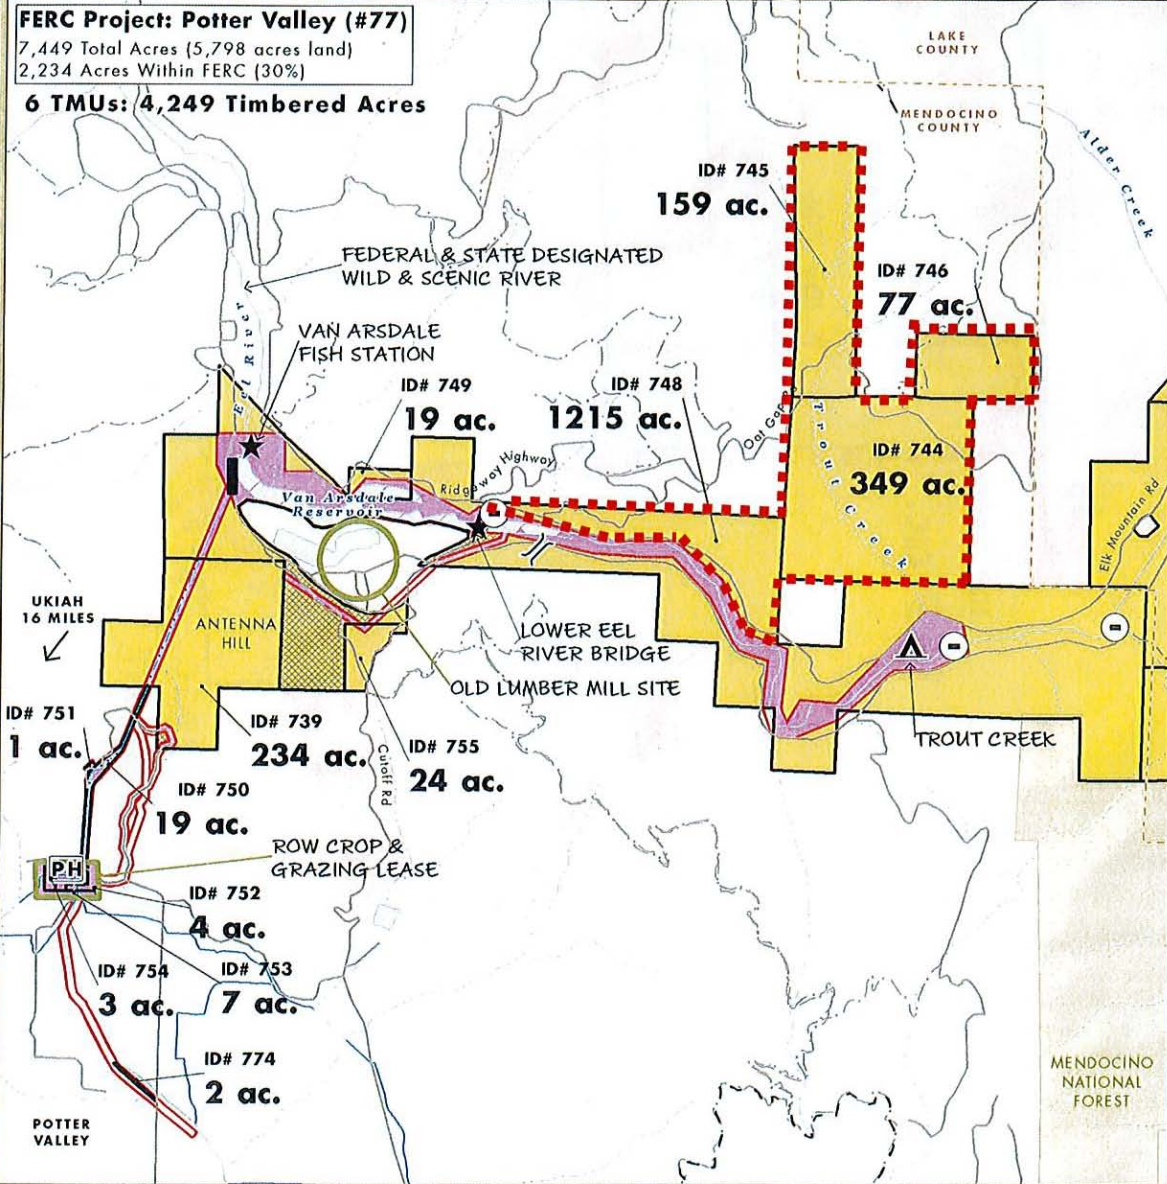 FERC Project: Potter Valley (#77)
7,449 Total Acres (5,798 acres land)
2,234 Acres Within FERC (30%)
6 TMUs: 4,249 Timbered Acres
LAKE
COUNTY
MENDOCINO
COUNTY
Alder Creek
ID# 745
159 ac.
FEDERAL & STATE DESIGNATED
WILD & SCENIC RIVER
ID# 746
77 ac.
Eel River
VAN ARSDALE
FISH STATION
ID# 749
19 ac.
ID# 748
1215 ac.
Trout Creek
ID# 744
349 ac.
Ridgeway Highway
Van Arsdale
Reservoir
Elk Mountain Rd
UKIAH
16 MILES
ANTENNA
HILL
LOWER EEL
RIVER BRIDGE
OLD LUMBER MILL SITE
TROUT CREEK
ID# 751
1 ac.
ID# 739
234 ac.
ID# 755
24 ac.
Cutoff Rd
ID# 750
19 ac.
ROW CROP &
GRAZING LEASE
PH
ID# 752
4 ac.
ID# 754
3 ac.
ID# 753
7 ac.
ID# 774
2 ac.
POTTER
VALLEY
MENDOCINO
NATIONAL
FOREST